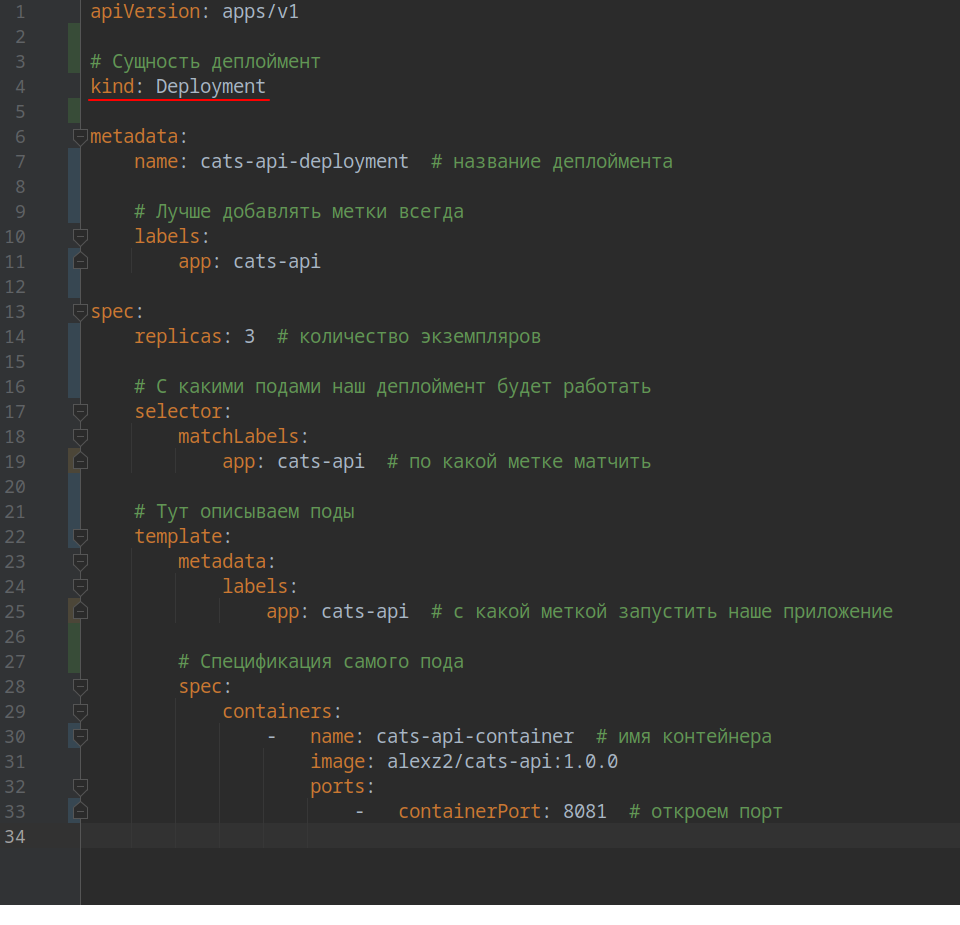 1 apiVersion: apps/v1
2
3 # Сущность деплоймент
4 kind: Deployment
5
6 metadata:
7     name: cats-api-deployment  # название деплоймента
8
9     # Лучше добавлять метки всегда
10     labels:
11         app: cats-api
12
13 spec:
14     replicas: 3  # количество экземпляров
15
16     # С какими подами наш деплоймент будет работать
17     selector:
18         matchLabels:
19             app: cats-api  # по какой метке матчить
20
21     # Тут описываем поды
22     template:
23         metadata:
24             labels:
25                 app: cats-api  # с какой меткой запустить наше приложение
26
27         # Спецификация самого пода
28         spec:
29             containers:
30                 -   name: cats-api-container  # имя контейнера
31                     image: alexz2/cats-api:1.0.0
32                     ports:
33                         -   containerPort: 8081  # откроем порт
34